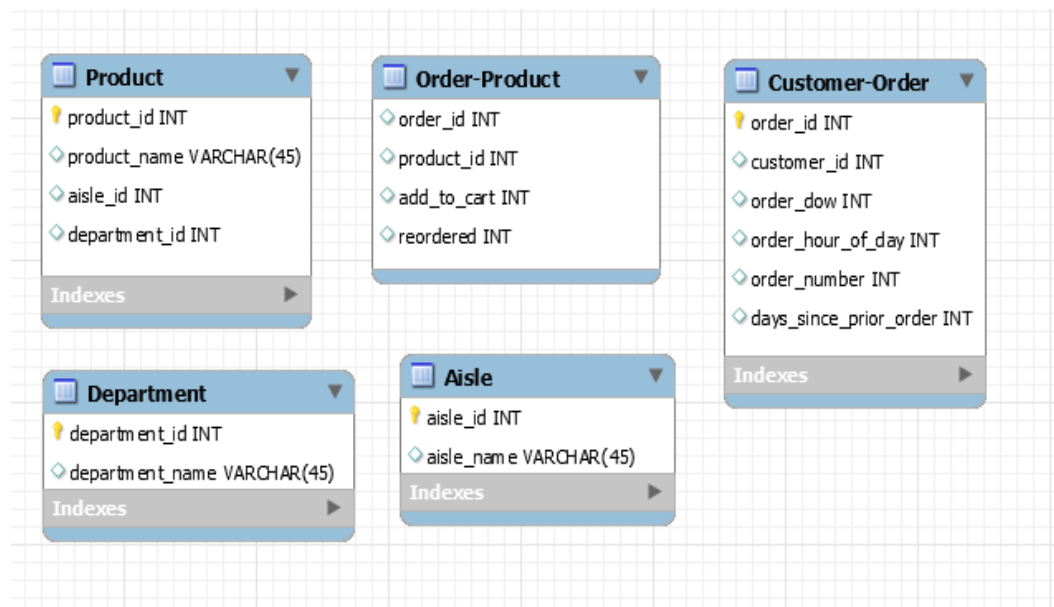 Product
product_id INT
product_name VARCHAR(45)
aisle_id INT
department_id INT
Indexes
Order-Product
order_id INT
product_id INT
add_to_cart INT
reordered INT
Customer-Order
order_id INT
customer_id INT
order_dow INT
order_hour_of_day INT
order_number INT
days_since_prior_order INT
Indexes
Department
department_id INT
department_name VARCHAR(45)
Indexes
Aisle
aisle_id INT
aisle_name VARCHAR(45)
Indexes